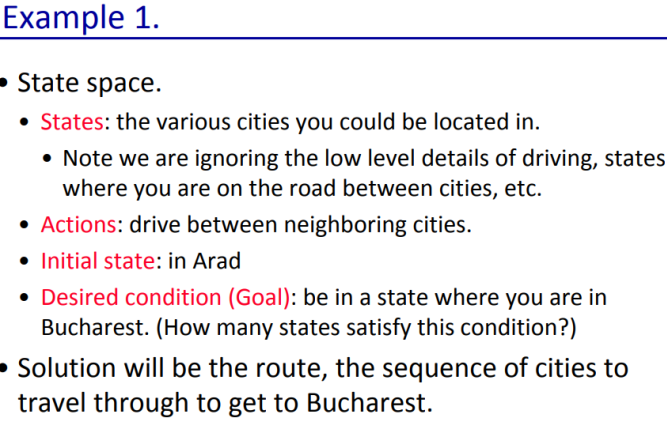 Example 1.
• State space.
• States: the various cities you could be located in.
• Note we are ignoring the low level details of driving, states
where you are on the road between cities, etc.
• Actions: drive between neighboring cities.
• Initial state: in Arad
• Desired condition (Goal): be in a state where you are in
Bucharest. (How many states satisfy this condition?)
• Solution will be the route, the sequence of cities to
travel through to get to Bucharest.